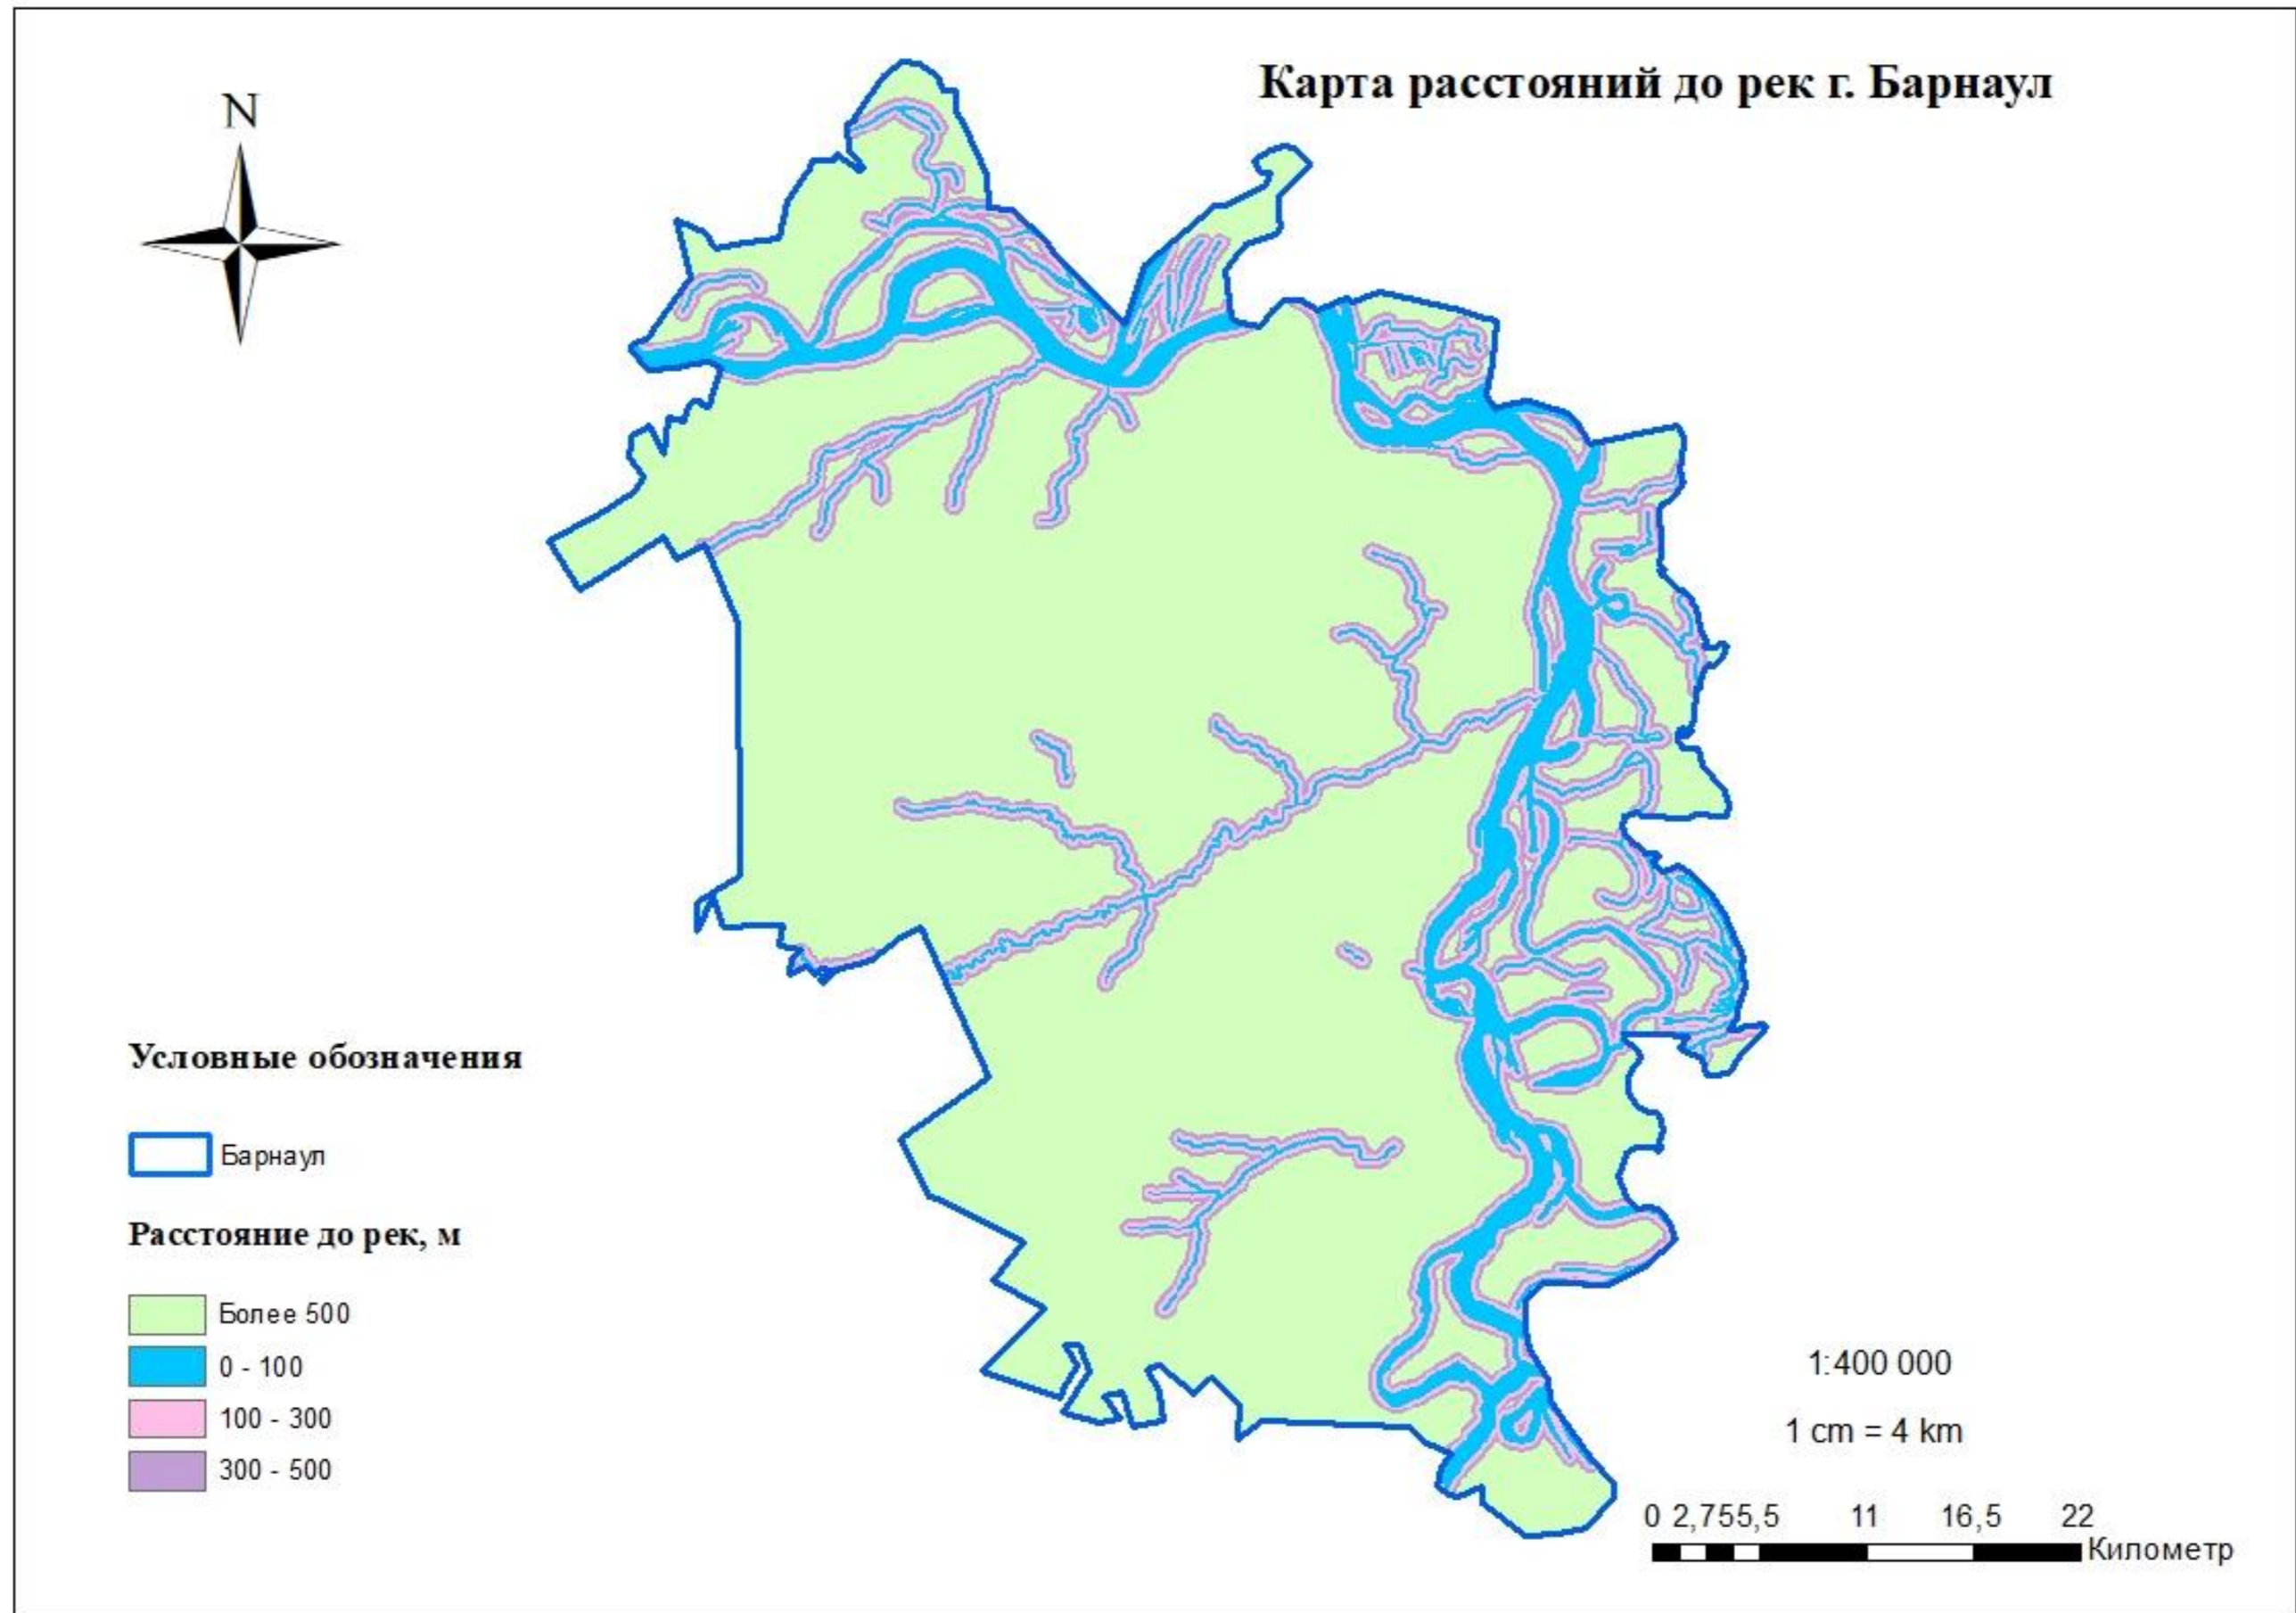 Карта расстояний до рек г. Барнаул
N
Условные обозначения
Барнаул
Расстояние до рек, м
Более 500
0 - 100
100 - 300
300 - 500
1:400 000
1 cm = 4 km
0 2,755,5 11 16,5 22
Километр